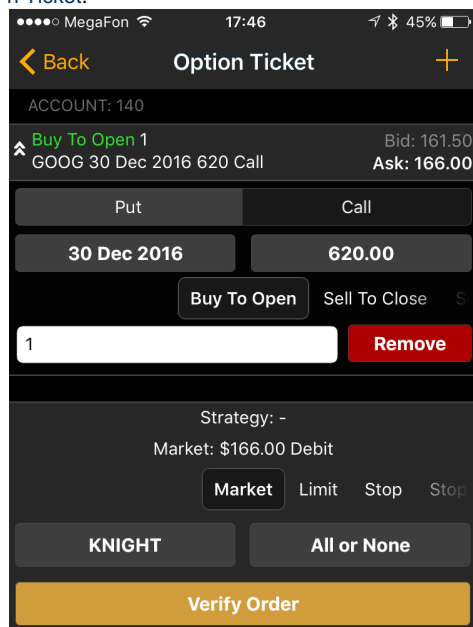 n Ticket.
MegaFon 17:46 45%
Back Option Ticket +
ACCOUNT: 140
Buy To Open 1 Bid: 161.50
GOOG 30 Dec 2016 620 Call Ask: 166.00
Put Call
30 Dec 2016 620.00
Buy To Open Sell To Close S
1 Remove
Strategy: -
Market: $166.00 Debit
Market Limit Stop Stop
KNIGHT All or None
Verify Order